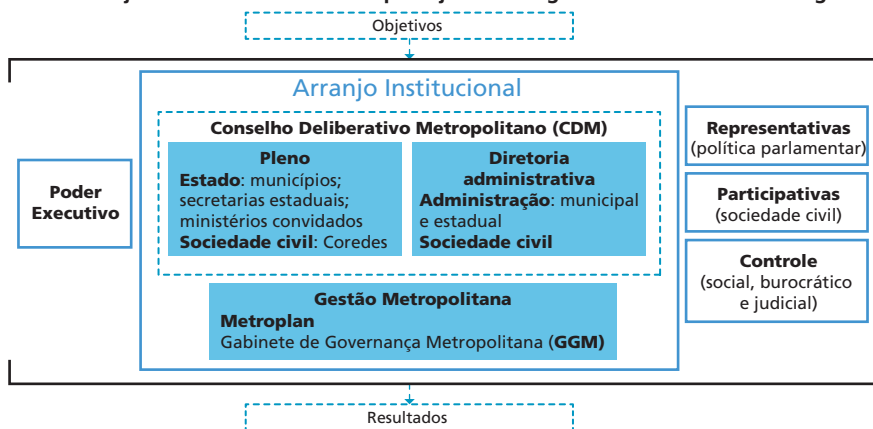 Objetivos
Arranjo Institucional
Conselho Deliberativo Metropolitano (CDM)
Pleno
Estado: municípios;
secretarias estaduais;
ministérios convidados
Sociedade civil: Coredes
Diretoria
administrativa
Administração: municipal
e estadual
Sociedade civil
Gestão Metropolitana
Metroplan
Gabinete de Governança Metropolitana (GGM)
Poder
Executivo
Representativas
(política parlamentar)
Participativas
(sociedade civil)
Controle
(social, burocrático
e judicial)
Resultados